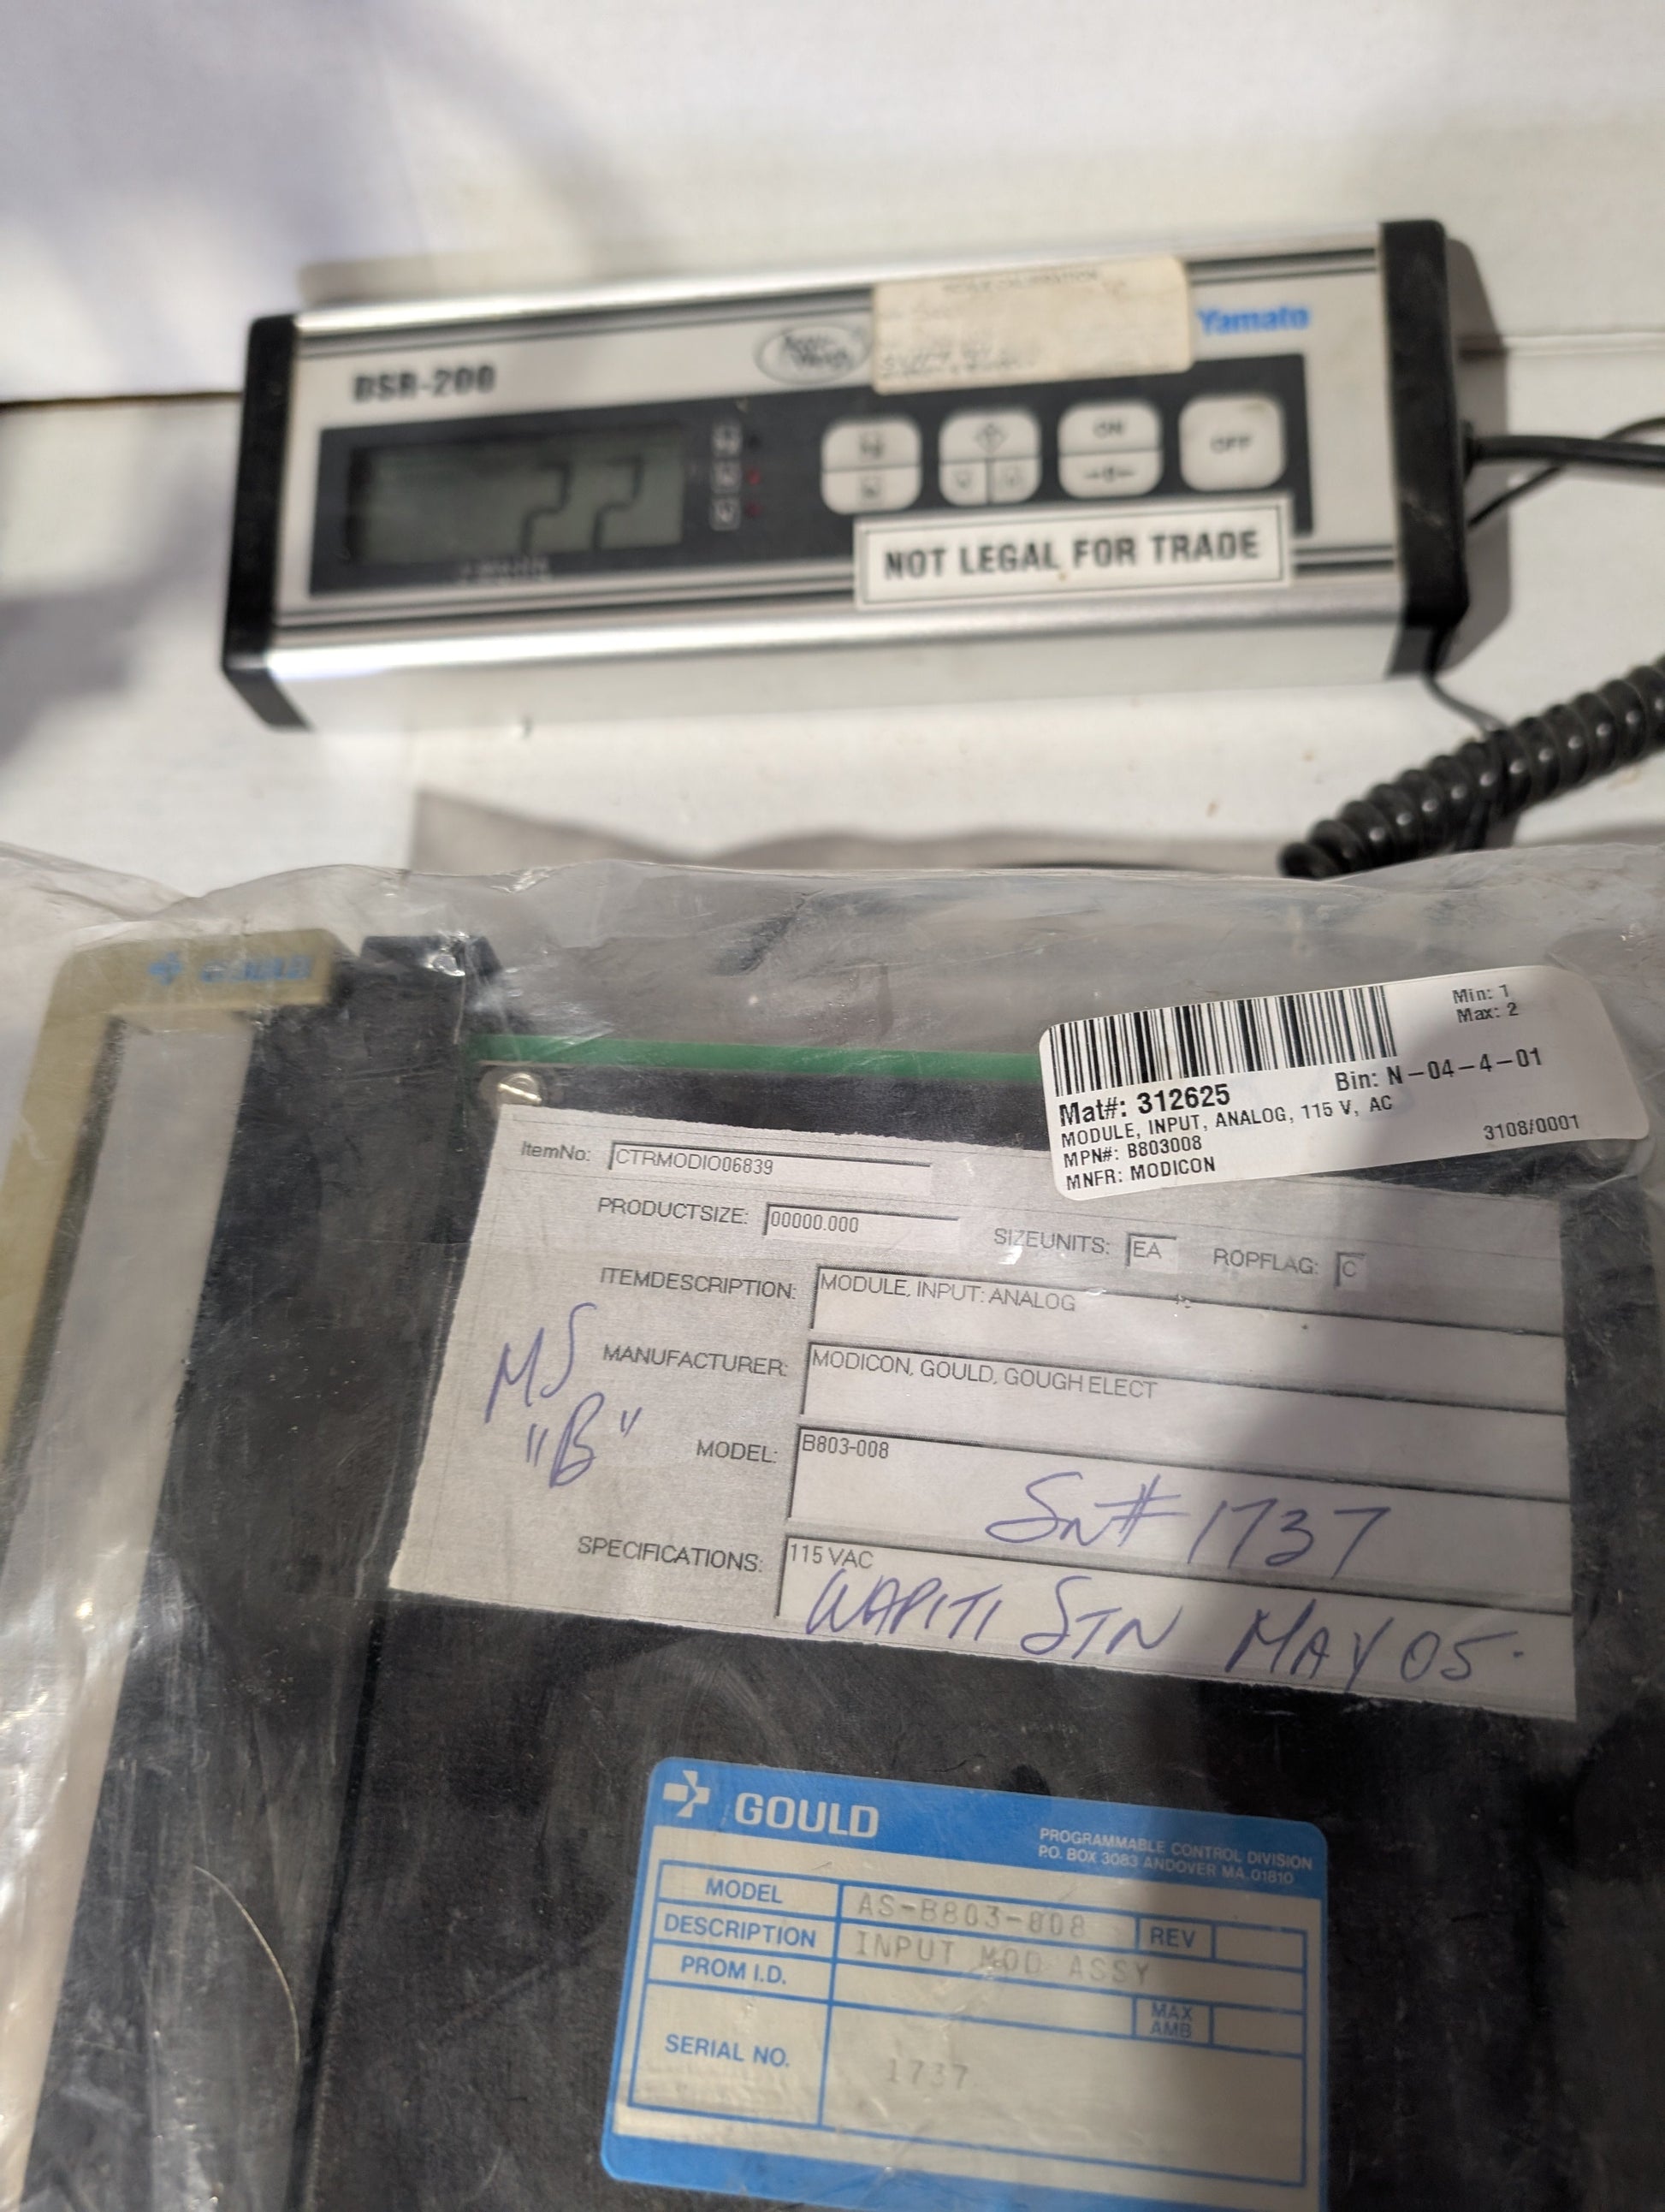 DSR-200
Accu-Weigh
Yamato
ON
OFF
NOT LEGAL FOR TRADE
GOULD
Min: 1
Max: 2
Mat#: 312625
Bin: N-04-4-01
MODULE, INPUT, ANALOG, 115 V, AC
MPN#: B803008
3108/0001
MNFR: MODICON
ItemNo: CTRMODIO06839
PRODUCTSIZE: 00000.000 SIZEUNITS: EA ROPFLAG: C
ITEMDESCRIPTION: MODULE, INPUT: ANALOG
MS
"B"
MANUFACTURER: MODICON, GOULD, GOUGH ELECT
MODEL: B803-008
Sn# 1737
SPECIFICATIONS: 115 VAC
WAPITI STN MAY 05.
GOULD
PROGRAMMABLE CONTROL DIVISION
P.O. BOX 3083 ANDOVER MA. 01810
MODEL AS-B803-008 REV
DESCRIPTION INPUT MOD ASSY
PROM I.D.
MAX
AMB
SERIAL NO. 1737